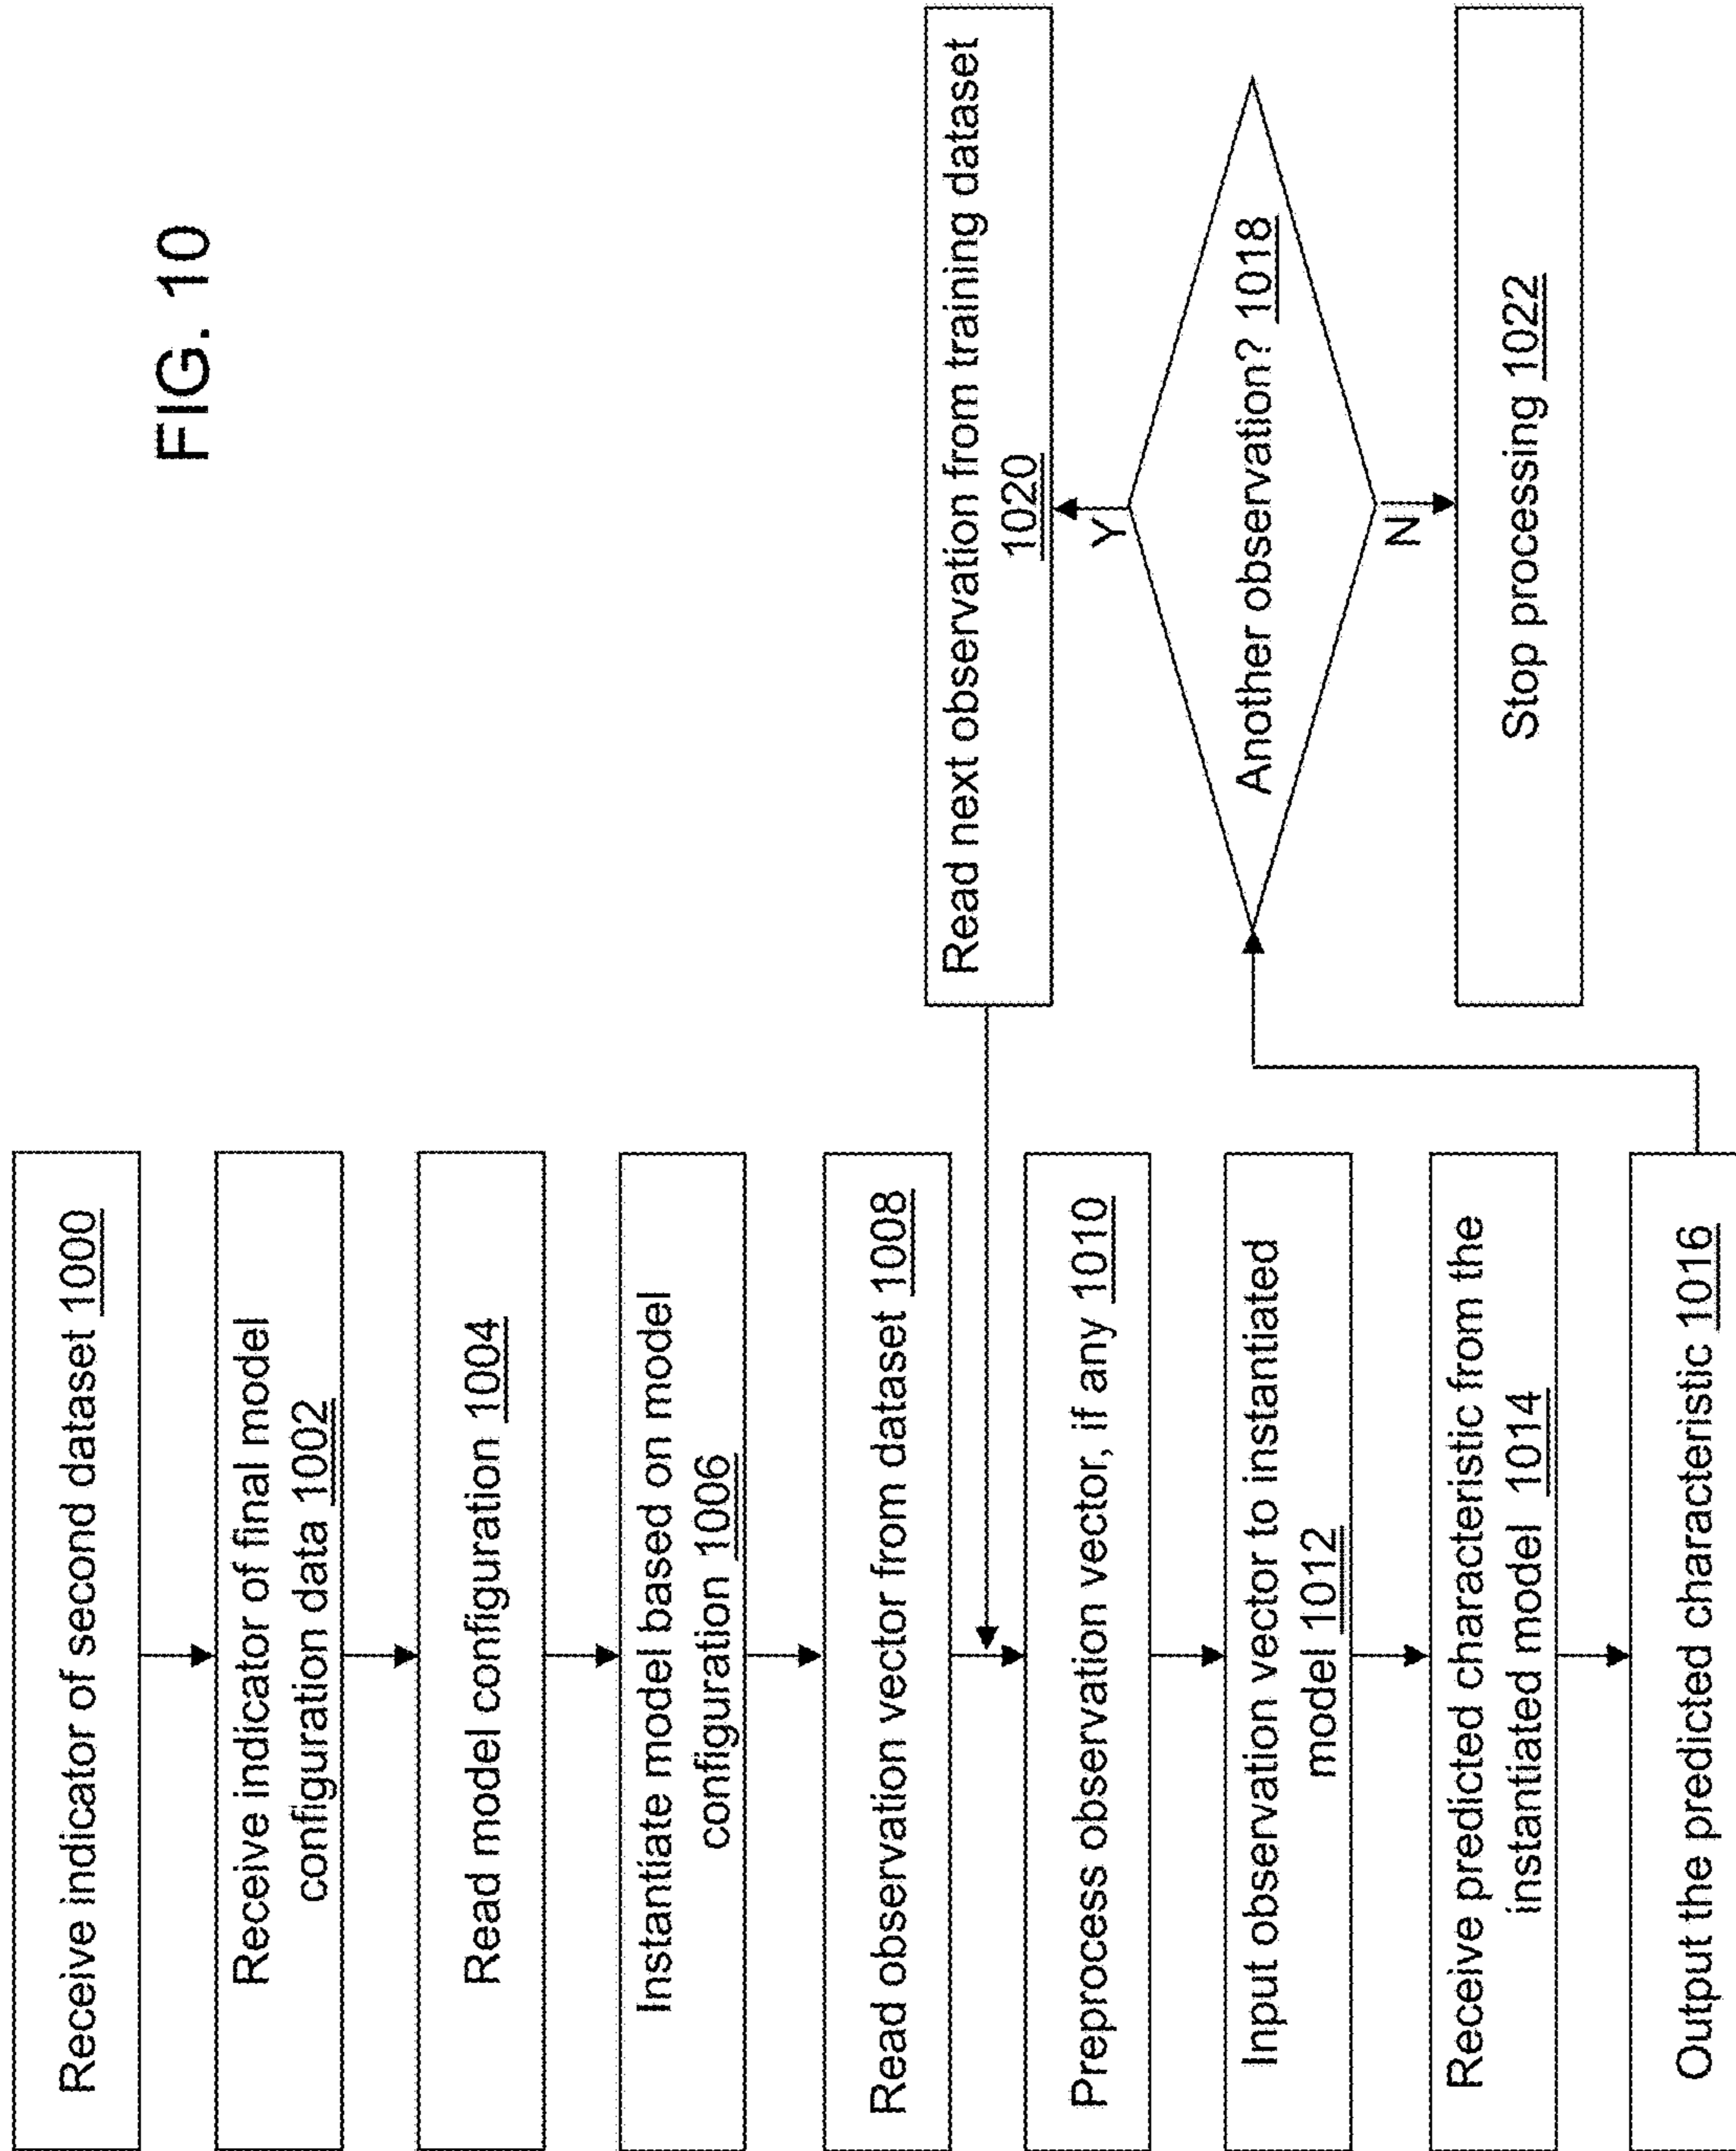 FIG. 10
Receive indicator of second dataset 1000
Receive indicator of final model
configuration data 1002
Read model configuration 1004
Instantiate model based on model
configuration 1006
Read observation vector from dataset 1008
Preprocess observation vector, if any 1010
Input observation vector to instantiated
model 1012
Receive predicted characteristic from the
instantiated model 1014
Output the predicted characteristic 1016
Read next observation from training dataset
1020
Y
Another observation? 1018
N
Stop processing 1022